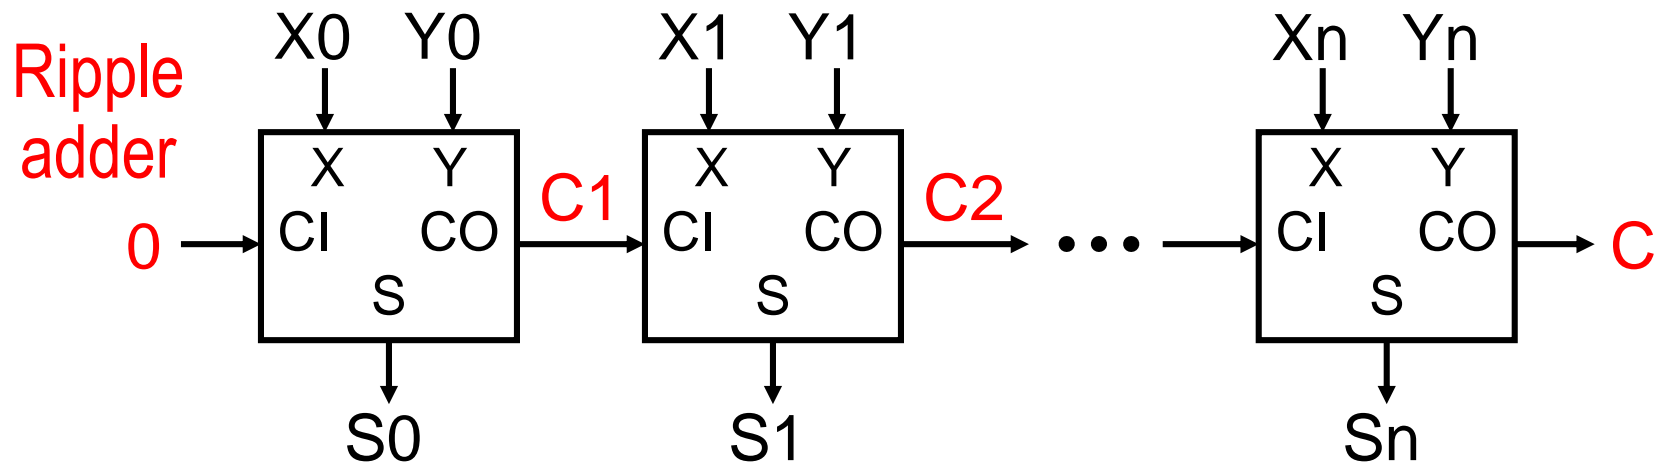 Ripple
adder
X0 Y0 X1 Y1 Xn Yn
X Y X Y X Y
0 CI CO C1 CI CO C2 ••• CI CO C
S S S
S0 S1 Sn